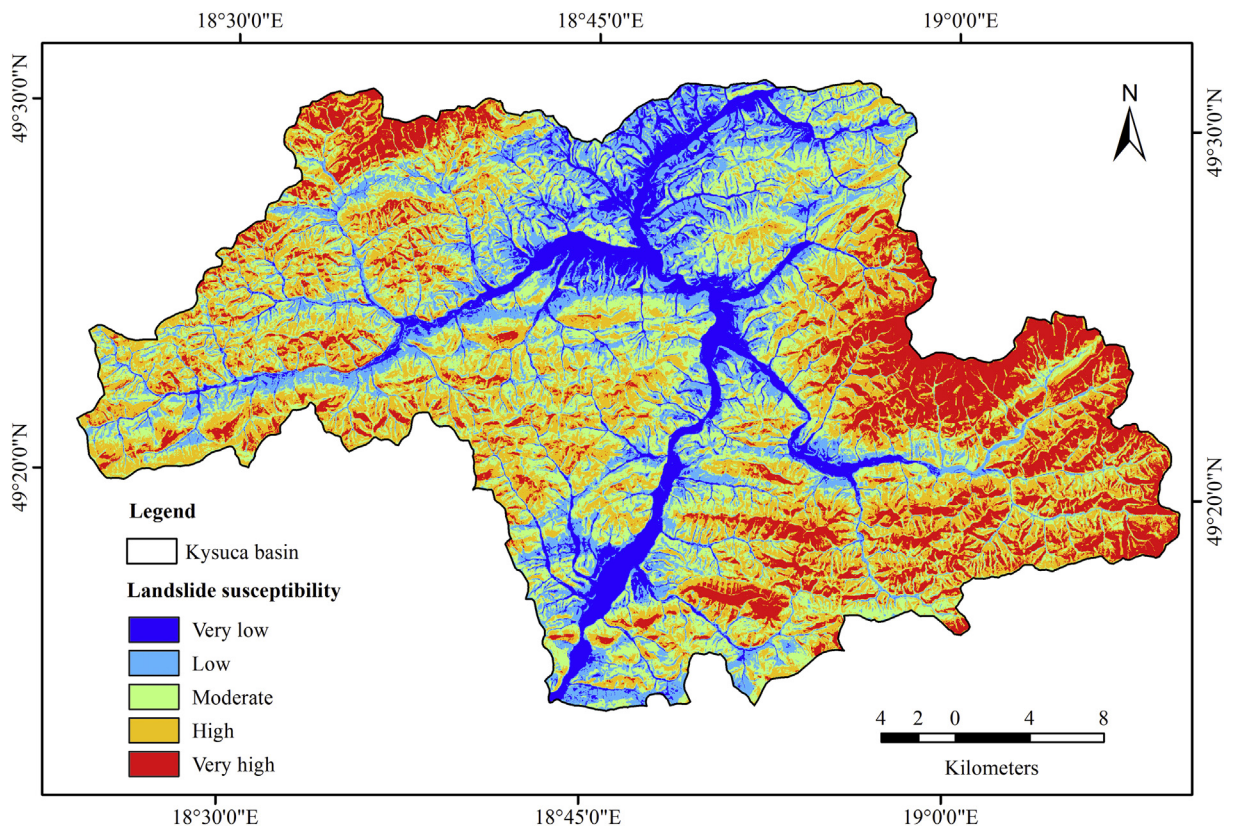 18°30'0"E 18°45'0"E 19°0'0"E
49°30'0"N
49°30'0"N
N
49°20'0"N
49°20'0"N
Legend
Kysuca basin
Landslide susceptibility
Very low
Low
Moderate
High
Very high
4 2 0 4 8
Kilometers
18°30'0"E 18°45'0"E 19°0'0"E